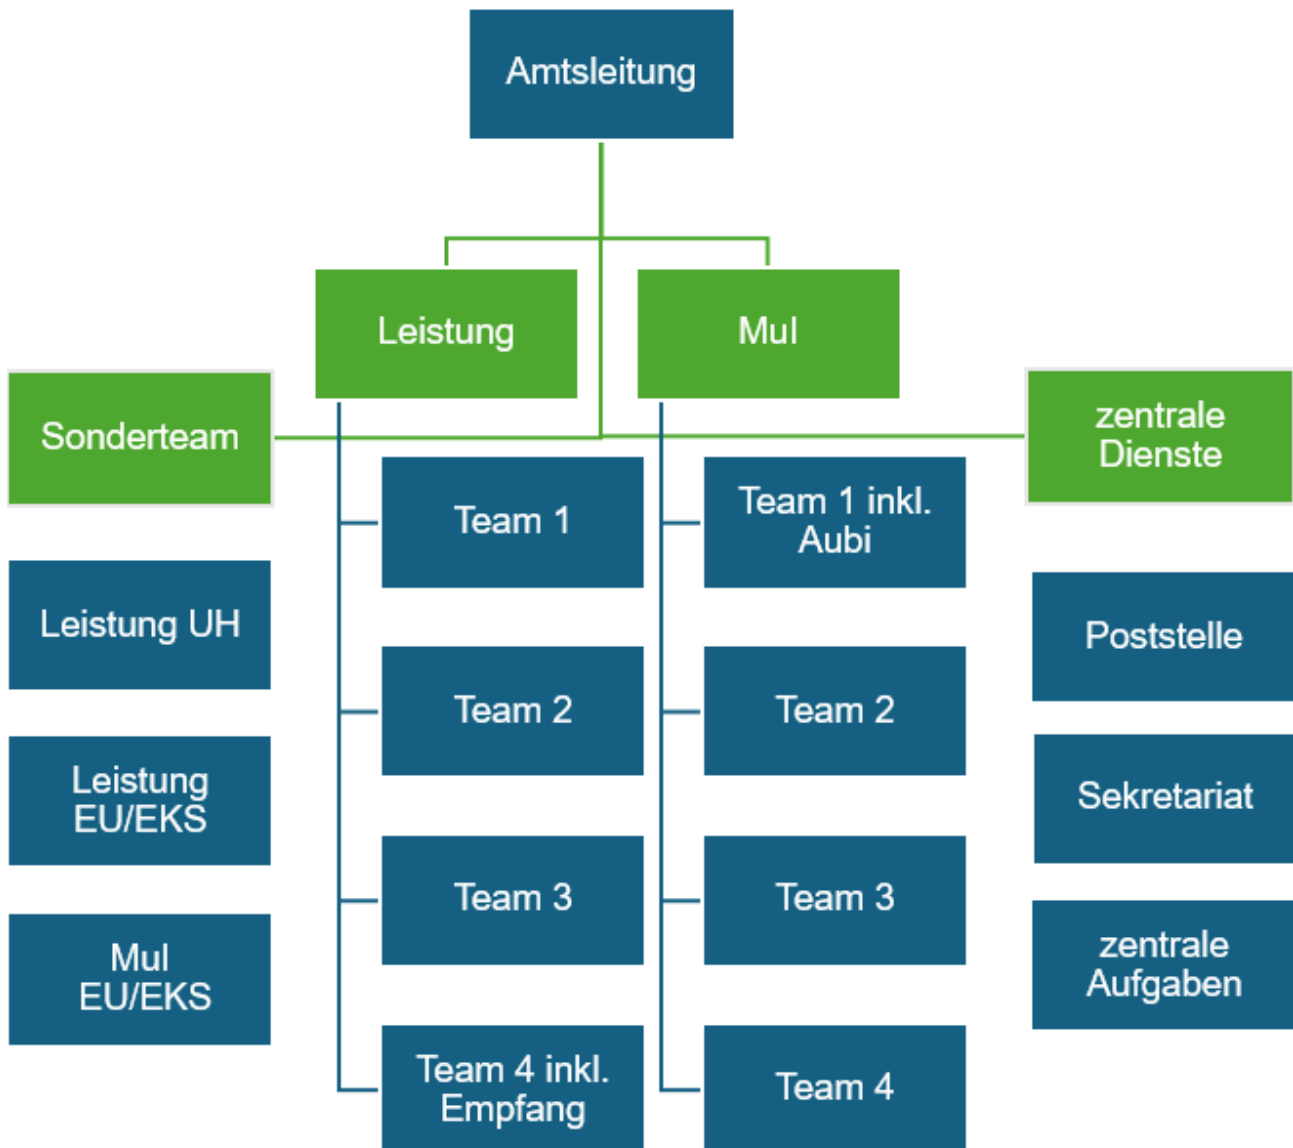 Amtsleitung
Leistung
MuI
Sonderteam
zentrale
Dienste
Team 1
Team 1 inkl.
Aubi
Leistung UH
Poststelle
Team 2
Team 2
Leistung
EU/EKS
Sekretariat
Team 3
Team 3
MuI
EU/EKS
zentrale
Aufgaben
Team 4 inkl.
Empfang
Team 4